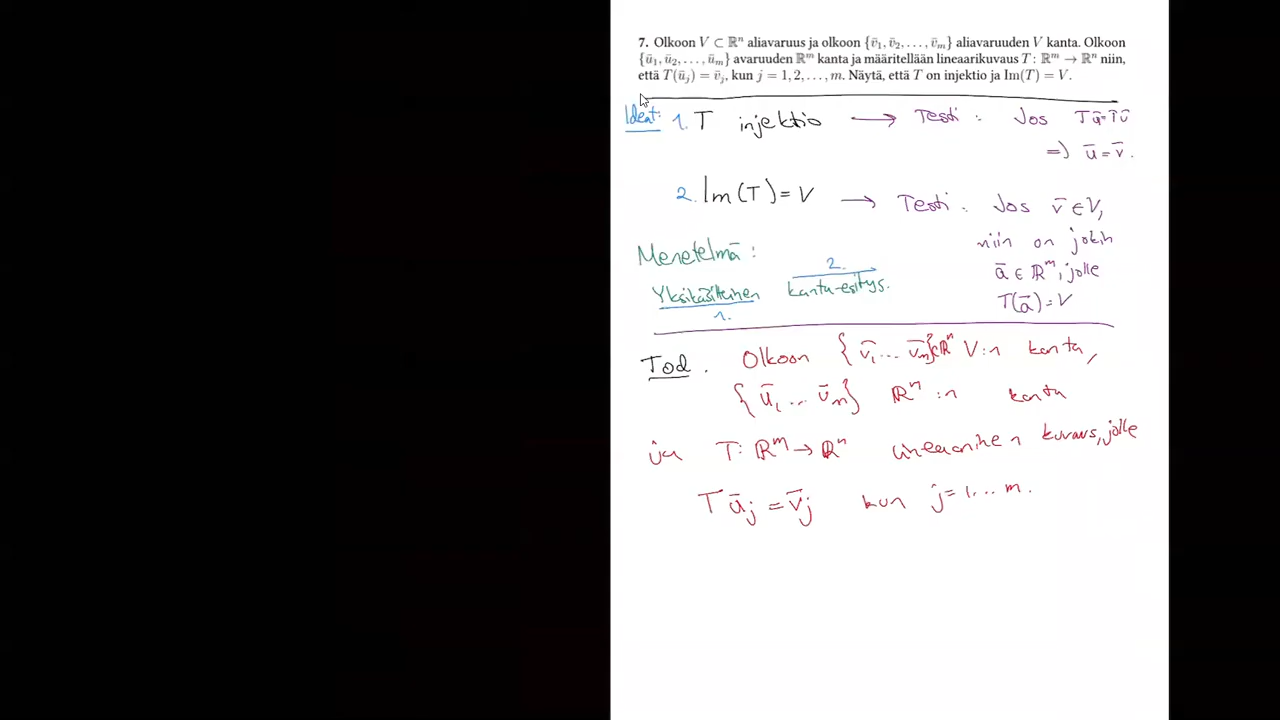 7. Olkoon V ⊂ ℝⁿ aliavaruus ja olkoon {v̄₁, v̄₂, . . . , v̄ₘ} aliavaruuden V kanta. Olkoon
{ū₁, ū₂, . . . , ūₘ} avaruuden ℝᵐ kanta ja määritellään lineaarikuvaus T : ℝᵐ → ℝⁿ niin,
että T(ūⱼ) = v̄ⱼ, kun j = 1, 2, . . . , m. Näytä, että T on injektio ja Im(T) = V.
Ideat: 1. T injektio → Testi : Jos Tū=Tv̄
⇒ ū=v̄.
2. Im(T)= V → Testi : Jos v̄ ∈ V,
niin on jokin
Menetelmä :
ā ∈ ℝᵐ, jolle
2.
Yksikäsitteinen kanta-esitys.
T(ā)=V
1.
Tod. Olkoon {v̄₁ ... v̄ₘ}⊂ℝⁿ V:n kanta,
{ū₁ ... ūₘ} ℝᵐ :n kanta
ja T: ℝᵐ → ℝⁿ lineaarinen kuvaus, jolle
T ūⱼ = v̄ⱼ kun j=1, ... m.